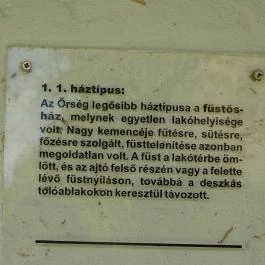 1. 1. háztípus:
Az Őrség legősibb háztípusa a füstös-
ház, melynek egyetlen lakóhelyisége
volt. Nagy kemencéje fűtésre, sütésre,
főzésre szolgált, füsttelenítése azonban
megoldatlan volt. A füst a lakótérbe öm-
lött, és az ajtó felső részén vagy a felette
lévő füstnyíláson, továbbá a deszkás
tolóablakokon keresztül távozott.